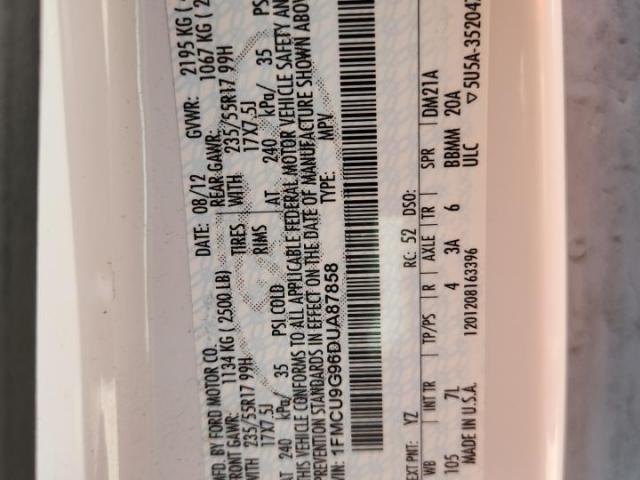 MFD. BY FORD MOTOR CO. DATE: 08/12 GVWR: 2195 KG
FRONT GAWR: REAR GAWR:
1134 KG ( 2500 LB) 1067 KG ( 2
WITH TIRES WITH
235/55R17 99H 235/55R17 99H
17X7.5J RIMS 17X7.5J
AT 240 kPa/ 35 PSI COLD AT 240 kPa/ 35 PS
THIS VEHICLE CONFORMS TO ALL APPLICABLE FEDERAL MOTOR VEHICLE SAFETY AND
PREVENTION STANDARDS IN EFFECT ON THE DATE OF MANUFACTURE SHOWN ABOVE
VIN: 1FMCU9G96DUA87858 TYPE: MPV
EXT PNT: YZ RC: 52 DSO:
WB INT TR TP/PS R AXLE TR SPR DM21A
105 7L 4 3A 6 BBMM 20A
MADE IN U.S.A. 1201208163396 ULC ▽5U5A-35204